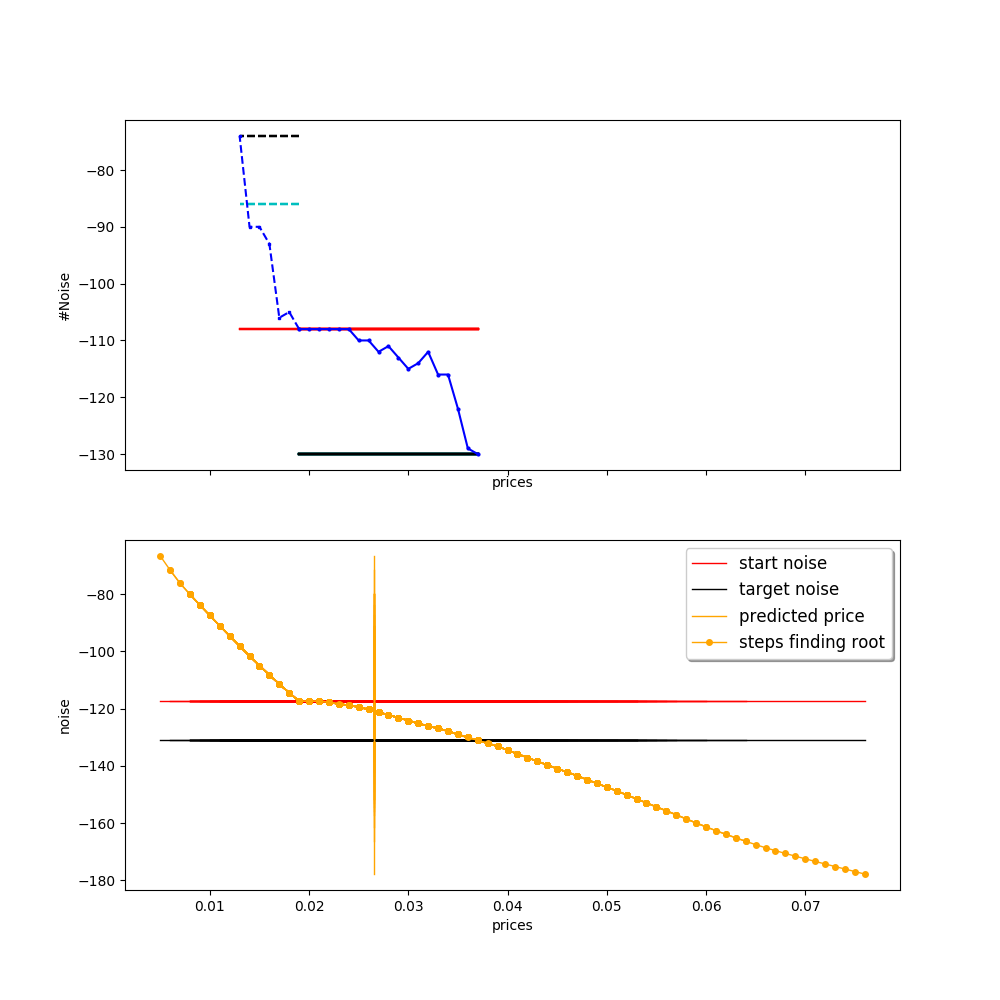 −80
−90
−100
−110
−120
−130
#Noise
prices
−80
−100
−120
−140
−160
−180
noise
start noise
target noise
predicted price
steps finding root
0.01 0.02 0.03 0.04 0.05 0.06 0.07
prices